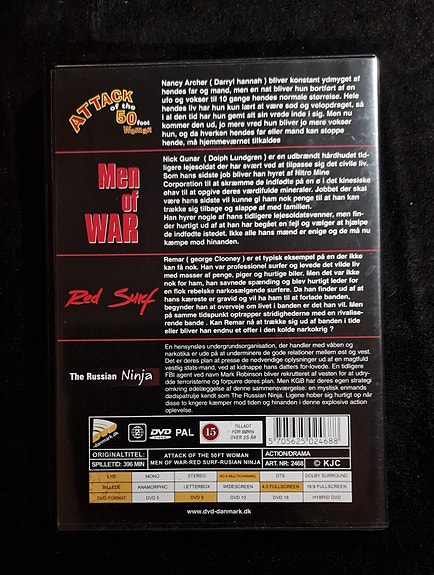 ATTACK
of the
50 foot
Woman
Nancy Archer ( Darryl hannah ) bliver konstant ydmyget af
hendes far og mand, men en nat bliver hun bortført af en
ufo og vokser til 10 gange hendes normale størrelse. Hele
hendes liv har hun kun lært at være sød og velopdraget, så
i al den tid har hun gemt alt sin vrede inde i sig. Men nu
kommer den ud, jo mere vred hun bliver jo mere vokser
hun, og da hverken hendes far eller mand kan stoppe
hende, må hjemmeværnet tilkaldes
Men
of
WAR
Nick Gunar ( Dolph Lundgren ) er en udbrændt hårdhudet tid-
ligere lejesoldat der har svært ved at tilpasse sig det civile liv.
Som hans sidste job bliver han hyret af Nitro Mine
Corporation til at skræmme de indfødte på en ø i det kinesiske
ohav til at opgive deres værdifulde mineraler. Jobbet der skal
være hans sidste vil kunne gi ham nok penge til at han kan
trække sig tilbage og slappe af med familien.
Han hyrer nogle af hans tidligere lejesoldatsvenner, men fin-
der hurtigt ud af at han har begået en fejl og vælger at hjælpe
de indfødte istedet. Ikke alle hans mænd er enige og de må nu
kæmpe mod hinanden.
Red Surf
Remar ( george Clooney ) er et typisk eksempel på en der ikke
kan få nok. Han var professionel surfer og levede det vilde liv
med masser af penge, piger og hurtige biler. Men det var ikke
nok for ham, han savnede spænding og blev hurtigt leder for
en flok rebelske narkosælgende surfere. Da han finder ud af at
hans kæreste er gravid og vil ha ham til at forlade banden,
begynder han at overveje om livet i banden er det han vil. Men
på samme tidspunkt optrapper stridighederne med en rivalise-
rende bande . Kan Remar nå at trække sig ud af banden i tide
eller bliver han endnu et offer i den kolde narkokrig ?
The Russian Ninja
En hensynsløs undergrundsorganisation, der handler med våben og
narkotika er ude på at underminere de gode relationer mellem øst og vest.
Det er deres plan at presse de nødvendige oplysninger ud af en magtfuld
vestlig stats-mand, ved at kidnappe hans datters for-lovede. En tidligere
FBI agent ved navn Mark Robinson bliver rekrutteret af vesten for at ud-
rydde terroristerne og forpurre deres plan. Men KGB har deres egen strategi
omkring ødelæggelse af denne sammensværgelse: en mystisk enmands
dødspatrulje kendt som The Russian Ninja. Ligene hober sig hurtigt op når
disse to krigere kæmper mod tiden og hinanden i denne explosive action
oplevelse.
dvd-danmark.dk
DVD
VIDEO
PAL
15
TILLADT
FOR BØRN
OVER 15 ÅR
5 705625 024688
ORIGINALTITEL:
ATTACK OF THE 50FT WOMAN
ACTION/DRAMA
SPILLETID: 396 MIN
MEN OF WAR-RED SURF-RUSIAN NINJA
ART. NR: 2468
© KJC
LYD MONO STEREO AC-3 MULTICHANNEL DTS DOLBY SURROUND
BILLEDE ANAMORPHIC LETTERBOX WIDESCREEN 4:3 FULLSCREEN 16:9 FULLSCREEN
DVD FORMAT DVD 5 DVD 9 DVD 10 DVD 18 HYBRID DVD
www.dvd-danmark.dk